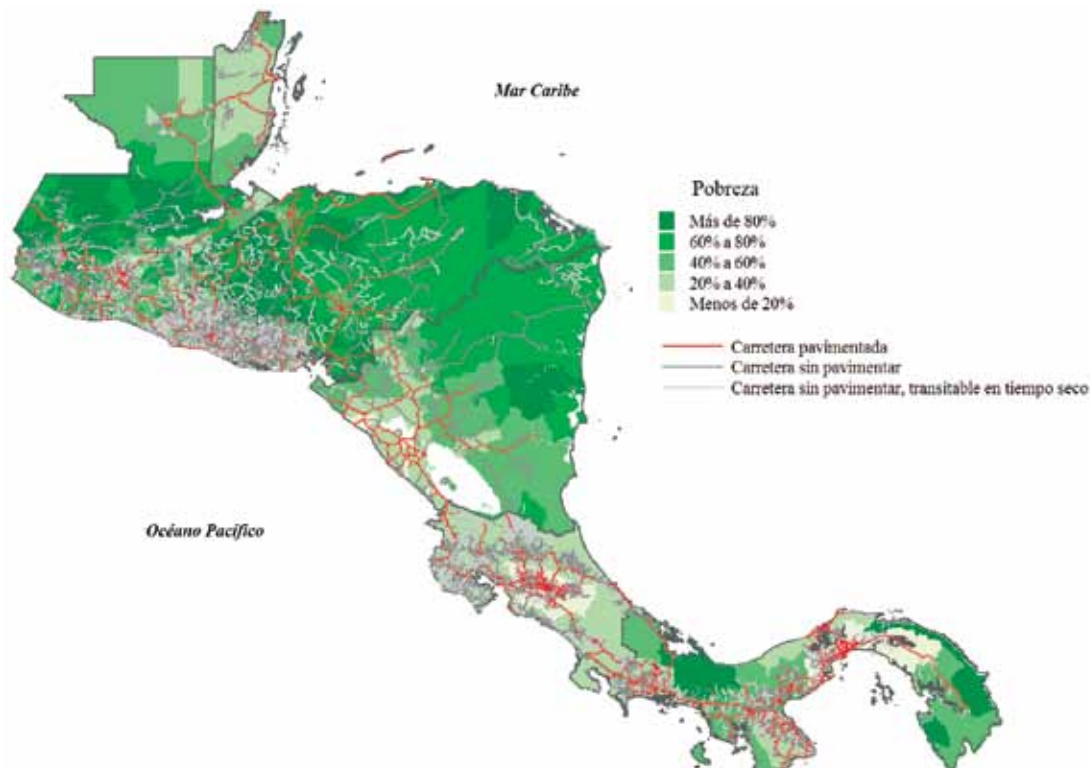 Mar Caribe
Pobreza
Más de 80%
60% a 80%
40% a 60%
20% a 40%
Menos de 20%
Carretera pavimentada
Carretera sin pavimentar
Carretera sin pavimentar, transitable en tiempo seco
Océano Pacífico